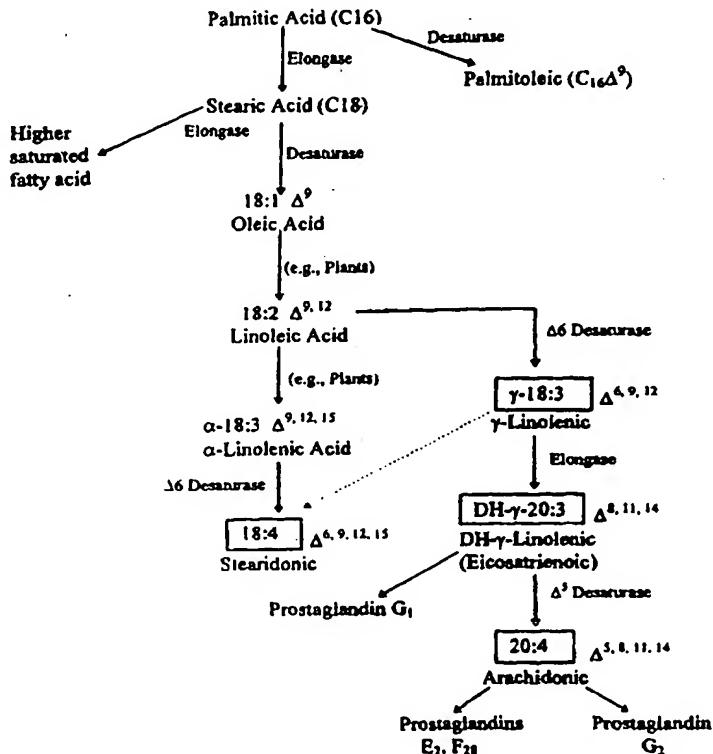 Palmitic Acid (C16)
Desaturase
Elongase
Palmitoleic (C16Δ9)
Stearic Acid (C18)
Elongase
Higher
saturated
fatty acid
Desaturase
18:1 Δ9
Oleic Acid
(e.g., Plants)
18:2 Δ9, 12
Linoleic Acid
Δ6 Desaturase
(e.g., Plants)
γ-18:3 Δ6, 9, 12
γ-Linolenic
α-18:3 Δ9, 12, 15
α-Linolenic Acid
Elongase
Δ6 Desaturase
DH-γ-20:3 Δ8, 11, 14
DH-γ-Linolenic
(Eicosatrienoic)
18:4 Δ6, 9, 12, 15
Stearidonic
Prostaglandin G1
Δ5 Desaturase
20:4 Δ5, 8, 11, 14
Arachidonic
Prostaglandins
E2, F28
Prostaglandin
G2